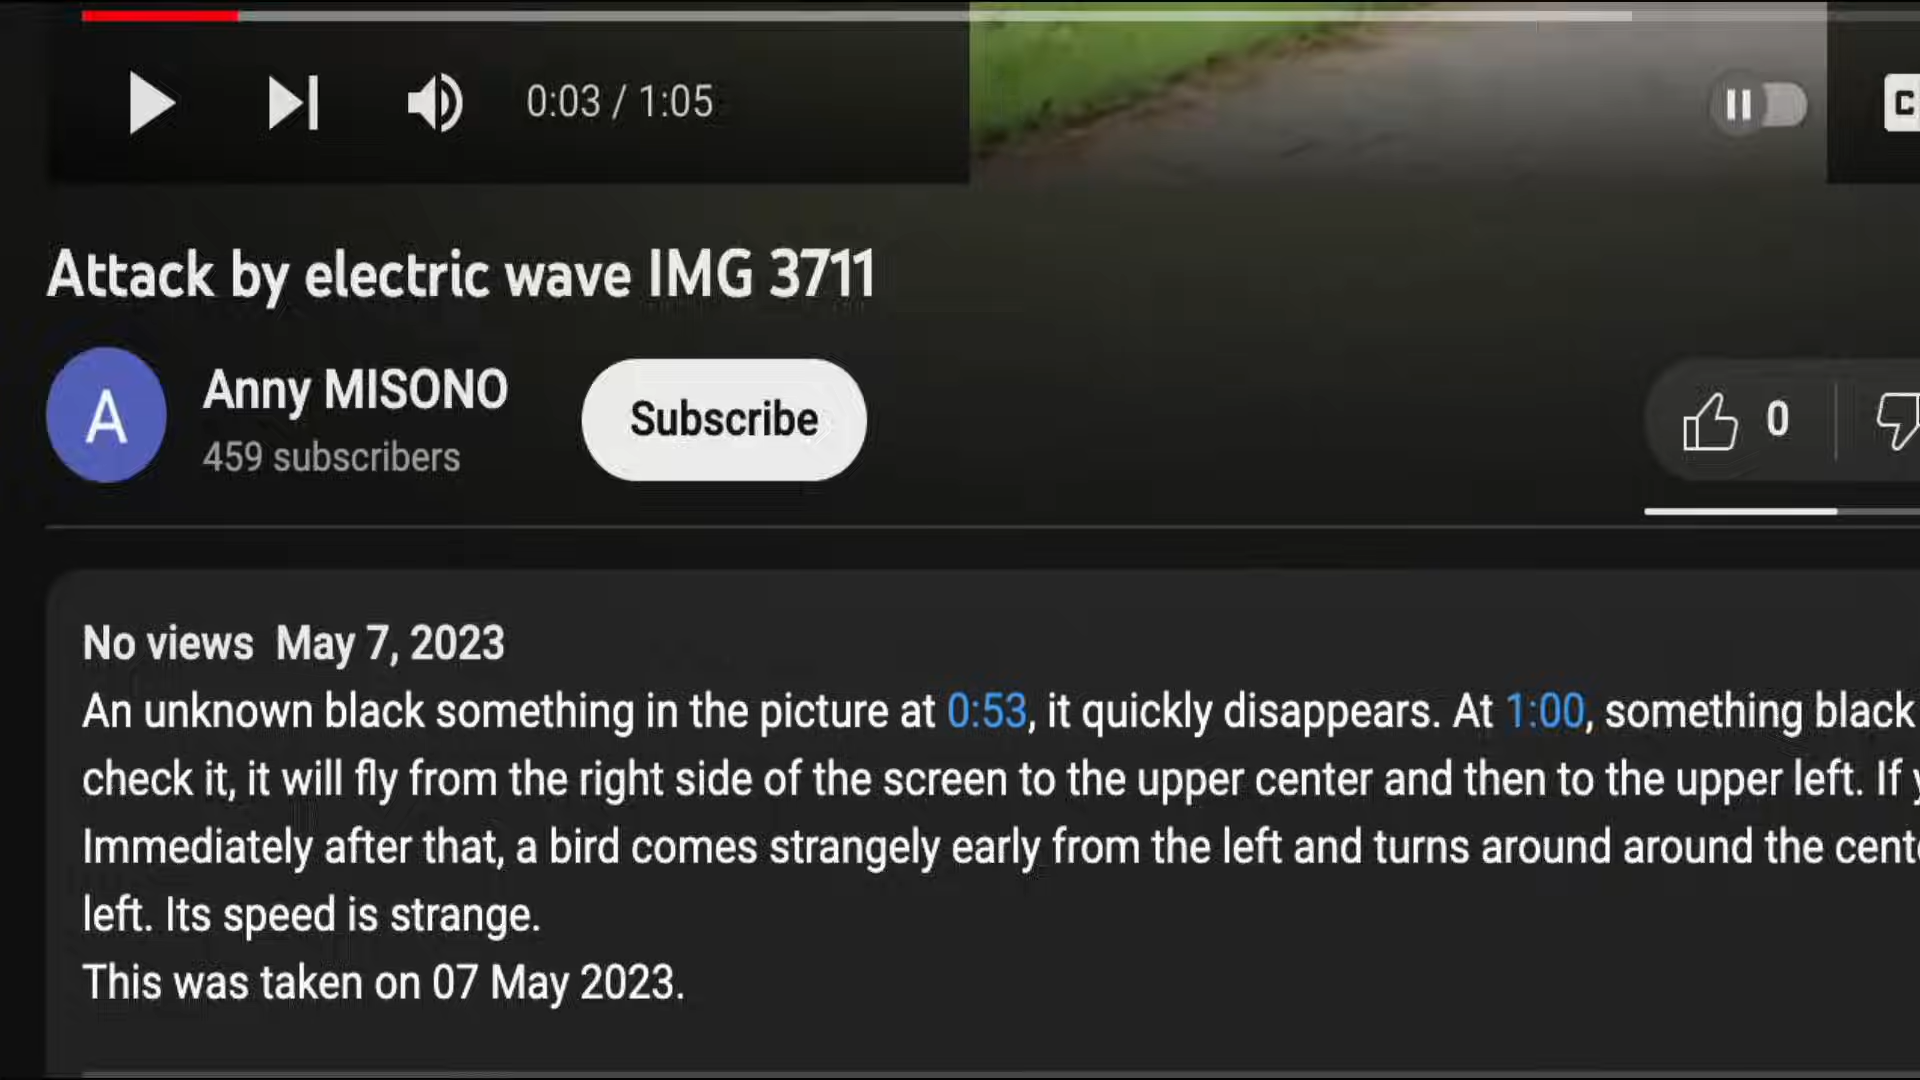 0:03 / 1:05
Attack by electric wave IMG 3711
A
Anny MISONO
459 subscribers
Subscribe
0
No views May 7, 2023
An unknown black something in the picture at 0:53, it quickly disappears. At 1:00, something black
check it, it will fly from the right side of the screen to the upper center and then to the upper left. If
Immediately after that, a bird comes strangely early from the left and turns around around the
left. Its speed is strange.
This was taken on 07 May 2023.